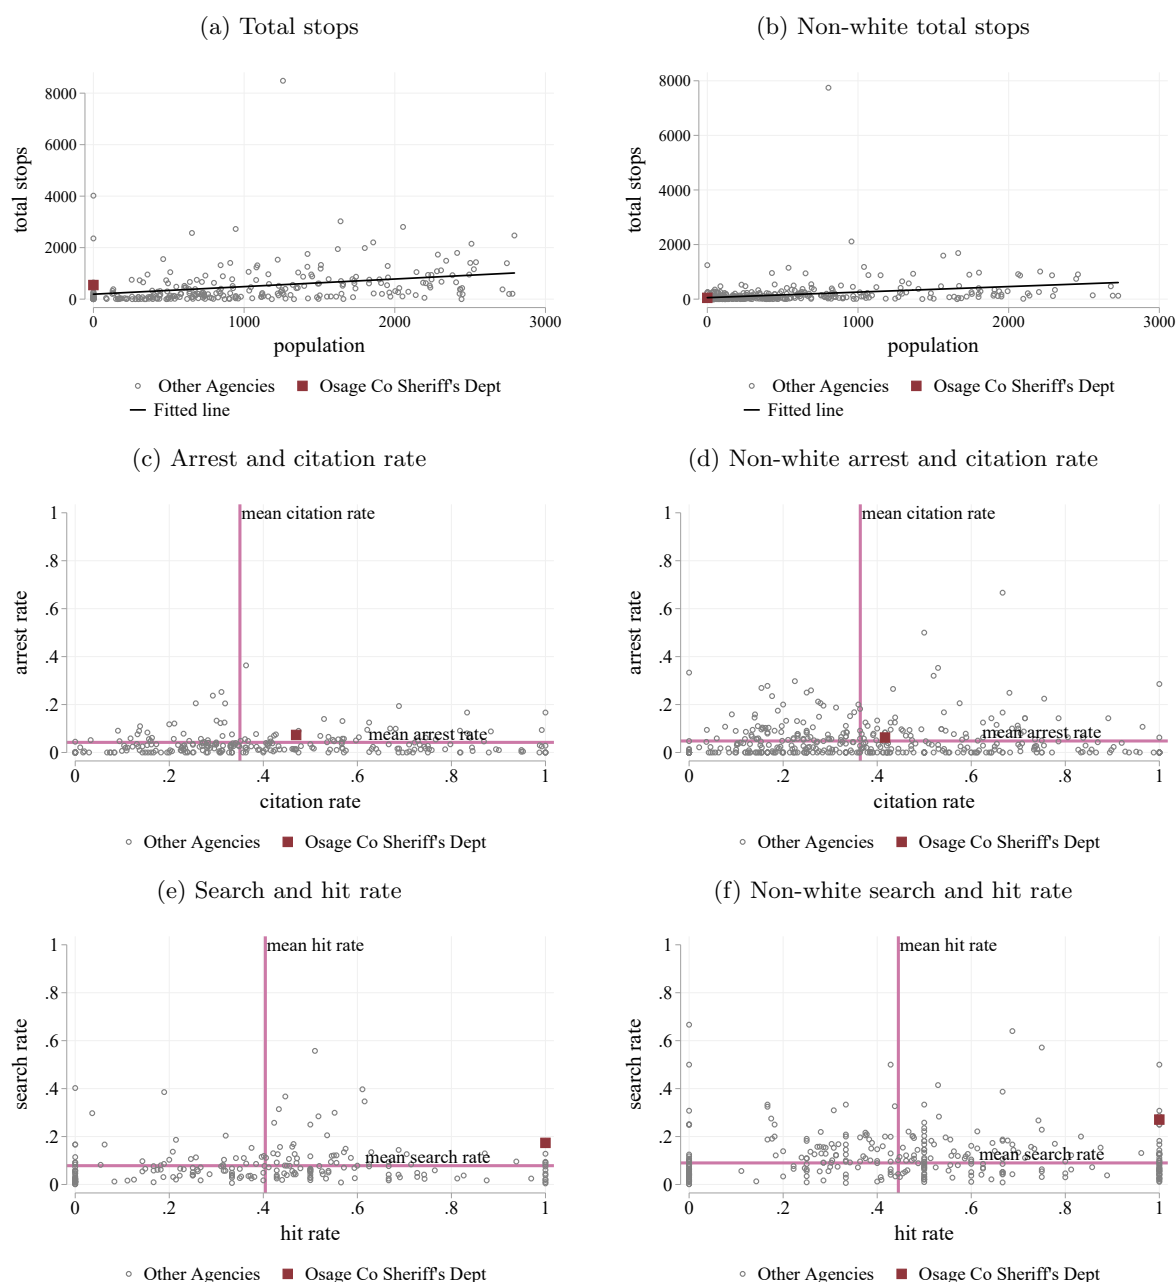 (a) Total stops
total stops
8000
6000
4000
2000
0
0 1000 2000 3000
population
Other Agencies Osage Co Sheriff's Dept
Fitted line
(b) Non-white total stops
total stops
8000
6000
4000
2000
0
0 1000 2000 3000
population
Other Agencies Osage Co Sheriff's Dept
Fitted line
(c) Arrest and citation rate
arrest rate
1
.8
.6
.4
.2
0
mean citation rate
mean arrest rate
0 .2 .4 .6 .8 1
citation rate
Other Agencies Osage Co Sheriff's Dept
(d) Non-white arrest and citation rate
arrest rate
1
.8
.6
.4
.2
0
mean citation rate
mean arrest rate
0 .2 .4 .6 .8 1
citation rate
Other Agencies Osage Co Sheriff's Dept
(e) Search and hit rate
search rate
1
.8
.6
.4
.2
0
mean hit rate
mean search rate
0 .2 .4 .6 .8 1
hit rate
Other Agencies Osage Co Sheriff's Dept
(f) Non-white search and hit rate
search rate
1
.8
.6
.4
.2
0
mean hit rate
mean search rate
0 .2 .4 .6 .8 1
hit rate
Other Agencies Osage Co Sheriff's Dept